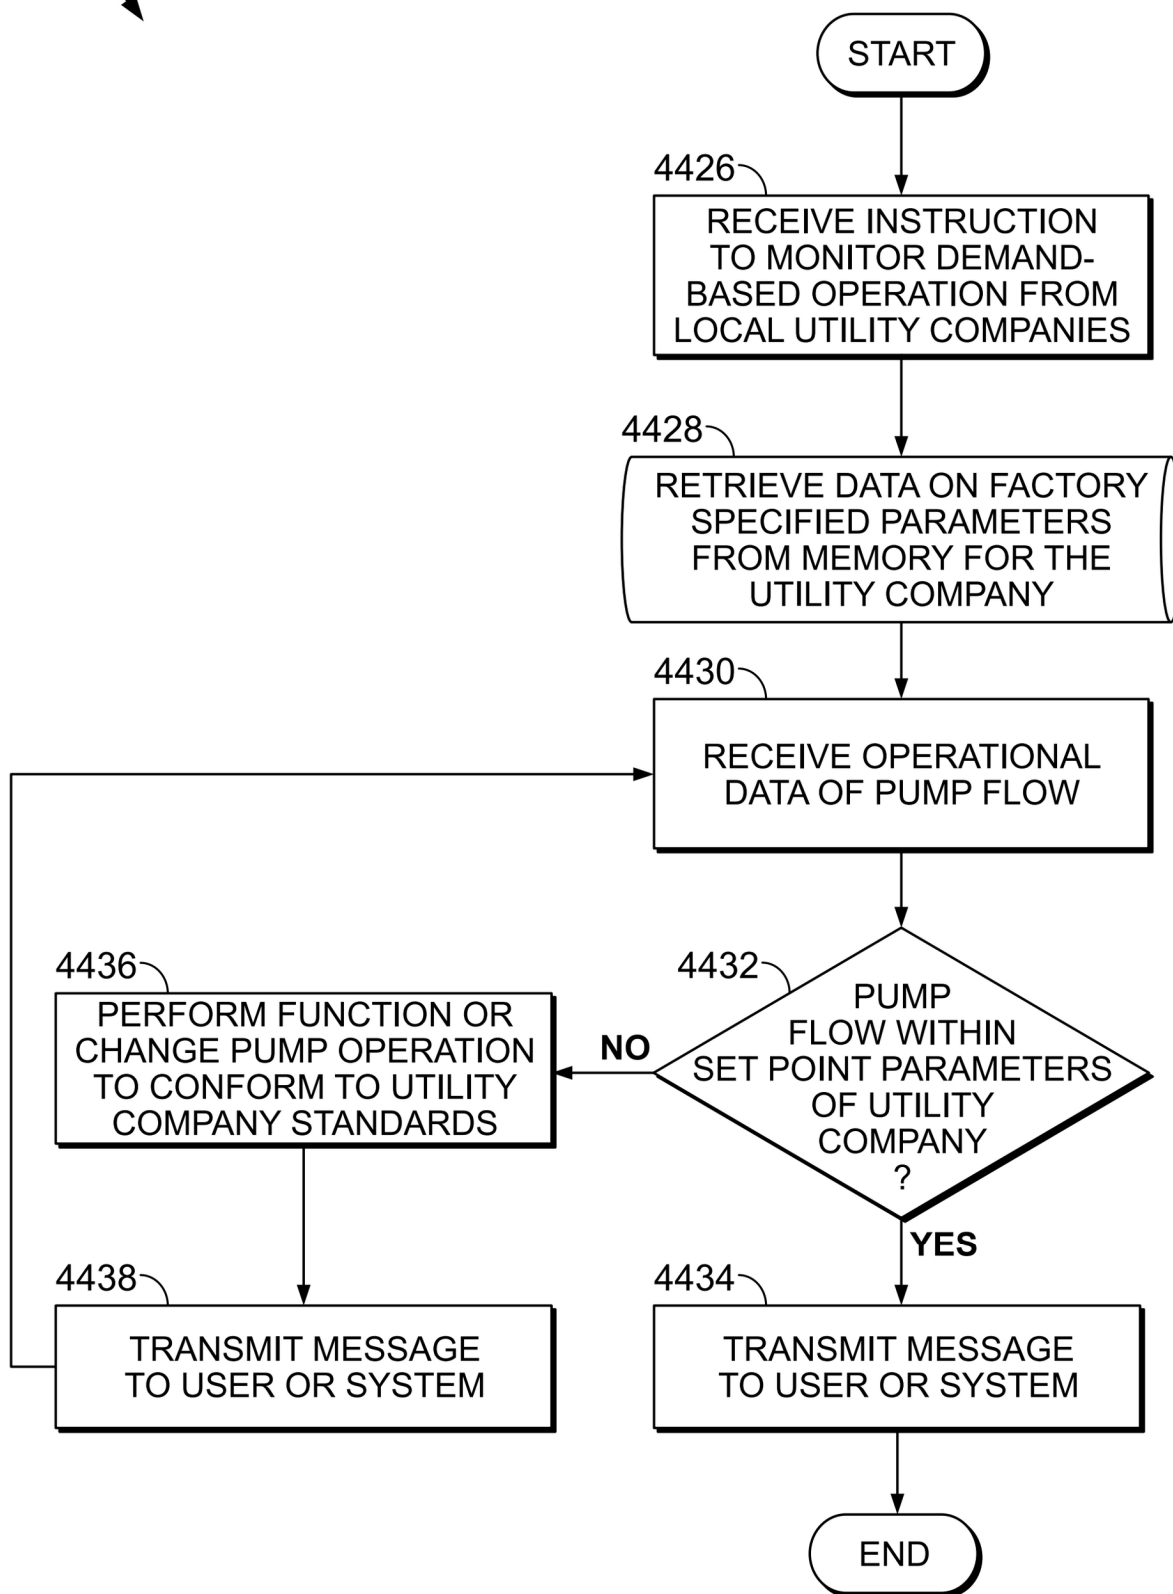 START
4426
RECEIVE INSTRUCTION
TO MONITOR DEMAND-
BASED OPERATION FROM
LOCAL UTILITY COMPANIES
4428
RETRIEVE DATA ON FACTORY
SPECIFIED PARAMETERS
FROM MEMORY FOR THE
UTILITY COMPANY
4430
RECEIVE OPERATIONAL
DATA OF PUMP FLOW
4432
PUMP
FLOW WITHIN
SET POINT PARAMETERS
OF UTILITY
COMPANY
?
NO
4436
PERFORM FUNCTION OR
CHANGE PUMP OPERATION
TO CONFORM TO UTILITY
COMPANY STANDARDS
4438
TRANSMIT MESSAGE
TO USER OR SYSTEM
YES
4434
TRANSMIT MESSAGE
TO USER OR SYSTEM
END